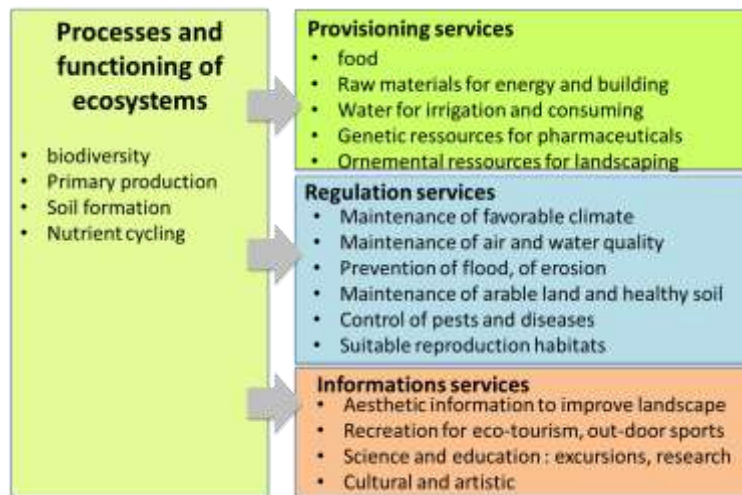 Processes and
functioning of
ecosystems
• biodiversity
• Primary production
• Soil formation
• Nutrient cycling
Provisioning services
• food
• Raw materials for energy and building
• Water for irrigation and consuming
• Genetic ressources for pharmaceuticals
• Ornemental ressources for landscaping
Regulation services
• Maintenance of favorable climate
• Maintenance of air and water quality
• Prevention of flood, of erosion
• Maintenance of arable land and healthy soil
• Control of pests and diseases
• Suitable reproduction habitats
Informations services
• Aesthetic information to improve landscape
• Recreation for eco-tourism, out-door sports
• Science and education : excursions, research
• Cultural and artistic